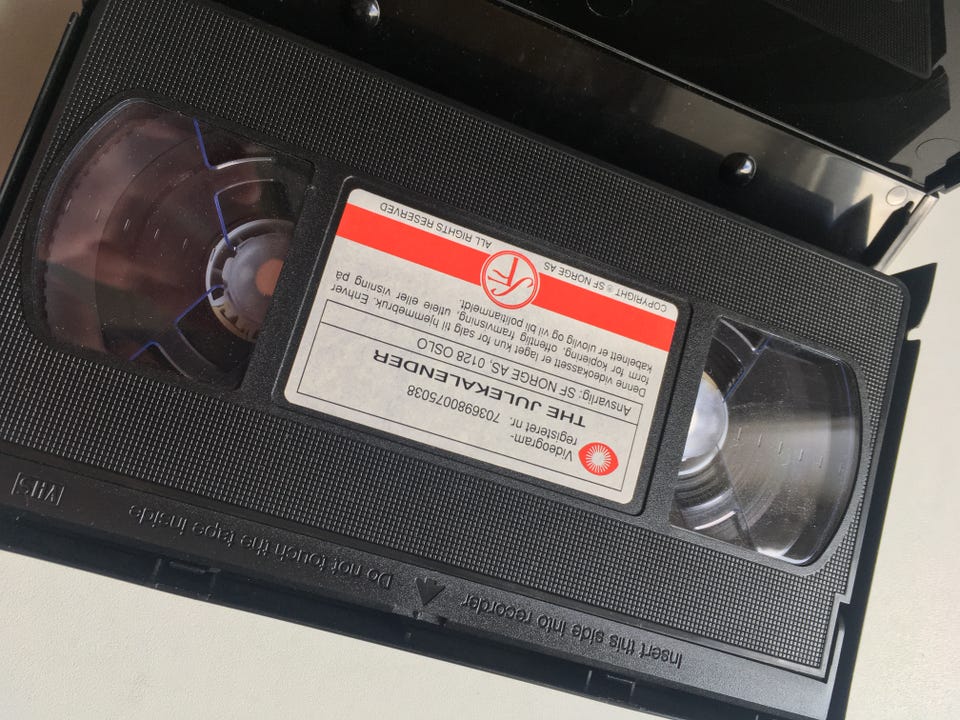 Insert this side into recorder ▲ Do not touch the tape inside
VHS
Videogram-
registeret nr. 7036980075038
THE JULEKALENDER
Ansvarlig: SF NORGE AS, 0128 OSLO
Denne videokassett er laget kun for salg til hjemmebruk. Enhver
form for kopiering, offentlig framvisning, utleie eller visning på
kabelnett er ulovlig og vil bli politianmeldt.
SF
COPYRIGHT ® SF NORGE AS ALL RIGHTS RESERVED